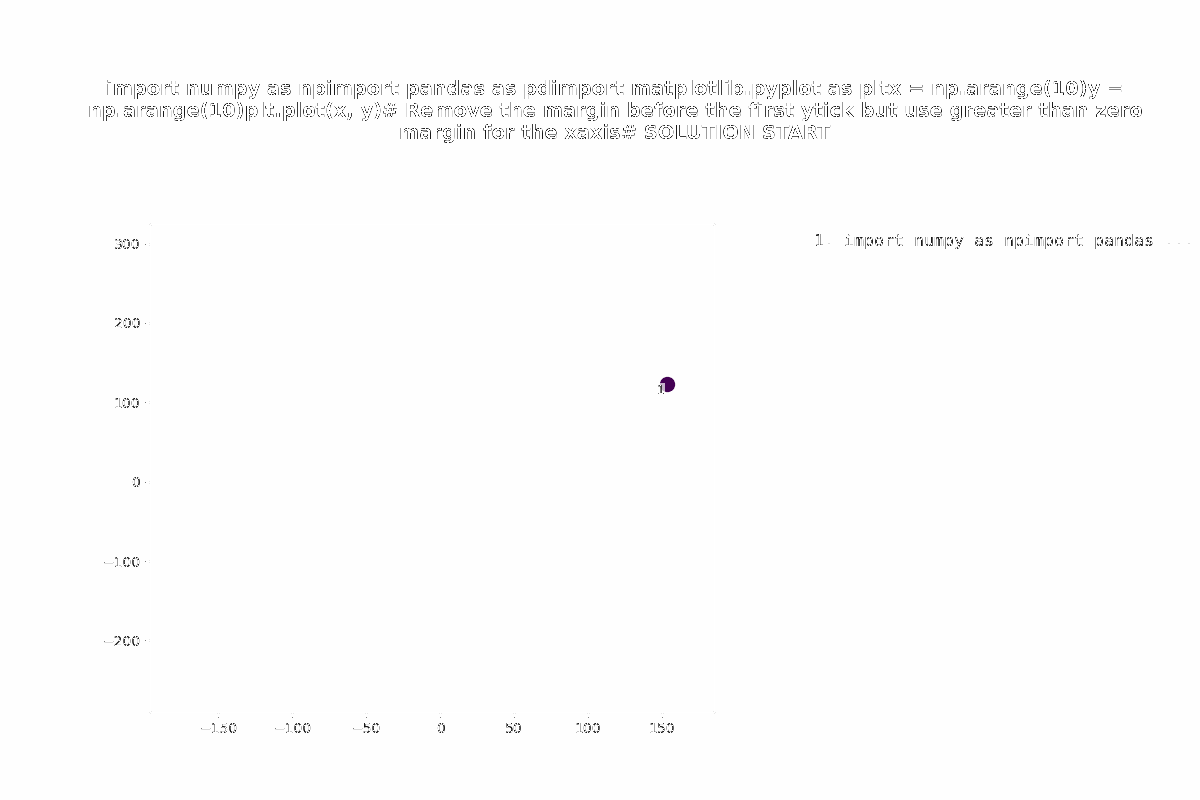 import numpy as npimport pandas as pdimport matplotlib.pyplot as pltx = np.arange(10)y =
np.arange(10)plt.plot(x, y)# Remove the margin before the first ytick but use greater than zero
margin for the xaxis# SOLUTION START
300
1. import numpy as npimport pandas ...
200
1
100
0
−100
−200
−150 −100 −50 0 50 100 150